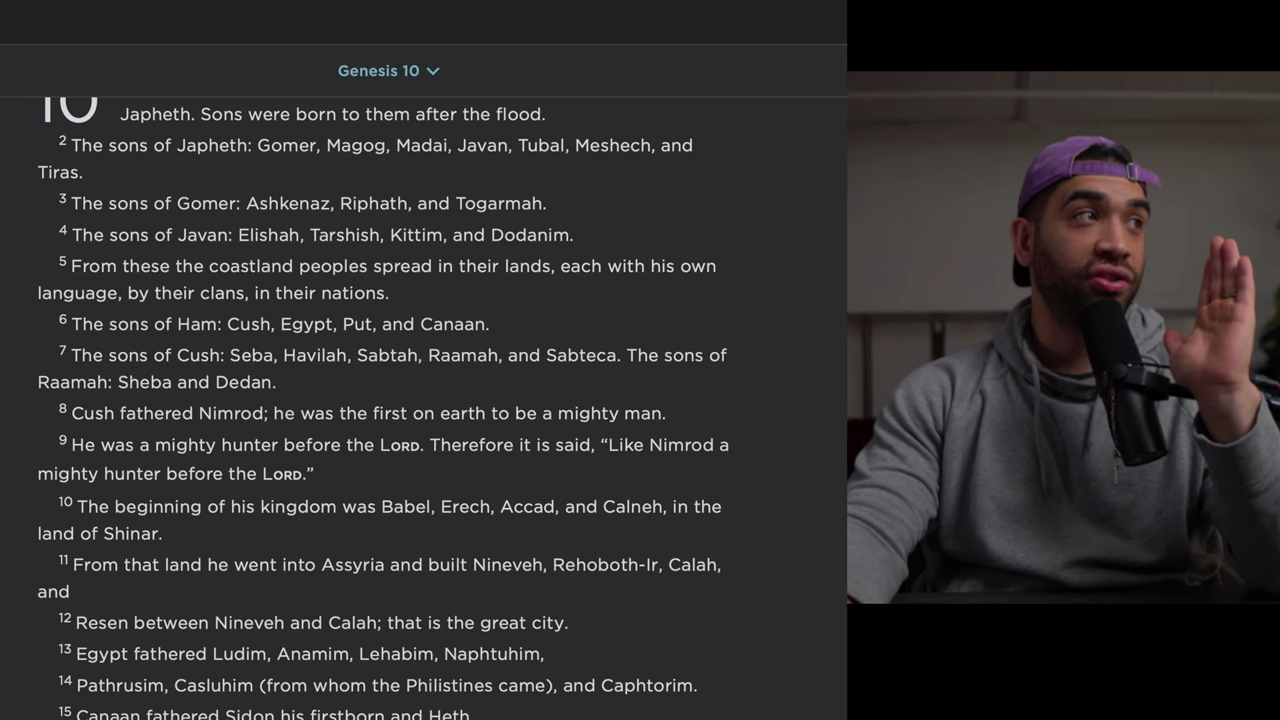 Genesis 10
10 Japheth. Sons were born to them after the flood.
2 The sons of Japheth: Gomer, Magog, Madai, Javan, Tubal, Meshech, and
Tiras.
3 The sons of Gomer: Ashkenaz, Riphath, and Togarmah.
4 The sons of Javan: Elishah, Tarshish, Kittim, and Dodanim.
5 From these the coastland peoples spread in their lands, each with his own
language, by their clans, in their nations.
6 The sons of Ham: Cush, Egypt, Put, and Canaan.
7 The sons of Cush: Seba, Havilah, Sabtah, Raamah, and Sabteca. The sons of
Raamah: Sheba and Dedan.
8 Cush fathered Nimrod; he was the first on earth to be a mighty man.
9 He was a mighty hunter before the LORD. Therefore it is said, “Like Nimrod a
mighty hunter before the LORD.”
10 The beginning of his kingdom was Babel, Erech, Accad, and Calneh, in the
land of Shinar.
11 From that land he went into Assyria and built Nineveh, Rehoboth-Ir, Calah,
and
12 Resen between Nineveh and Calah; that is the great city.
13 Egypt fathered Ludim, Anamim, Lehabim, Naphtuhim,
14 Pathrusim, Casluhim (from whom the Philistines came), and Caphtorim.
15 Canaan fathered Sidon his firstborn and Heth,